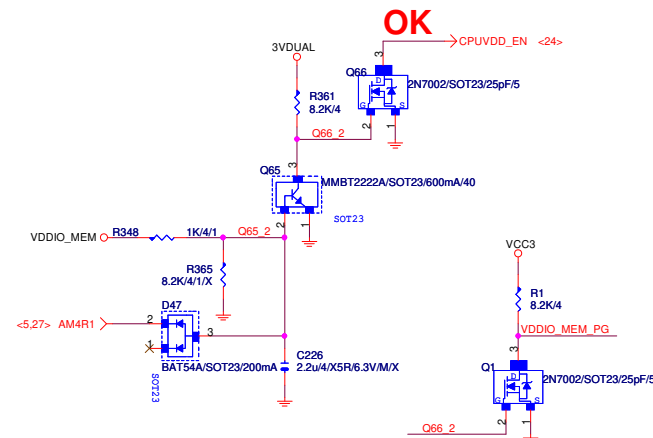 OK
CPUVDD_EN <24>
3VDUAL
3
Q66
D
2N7002/SOT23/25pF/5
R361
8.2K/4
G
S
2
1
Q66_2
3
Q65
MMBT2222A/SOT23/600mA/40
2
1
SOT23
VDDIO_MEM
R348
1K/4/1
Q65_2
R365
8.2K/4/1/X
D47
<5,27> AM4R1
2
3
1
BAT54A/SOT23/200mA
SOT23
C226
2.2u/4/X5R/6.3V/M/X
VCC3
R1
8.2K/4
VDDIO_MEM_PG
3
Q1
D
2N7002/SOT23/25pF/5
G
S
2
1
Q66_2